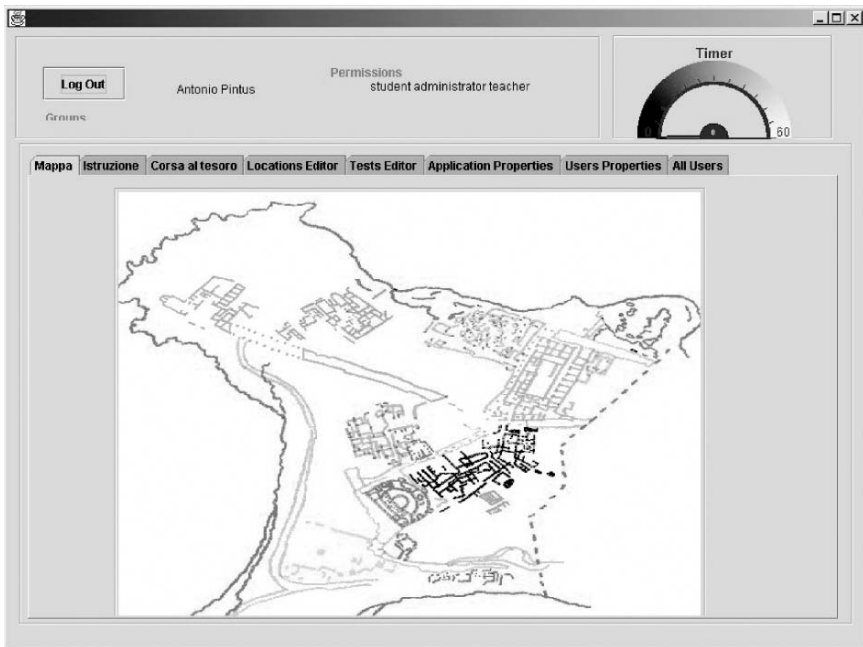 Timer
Permissions
Log Out
Antonio Pintus
student administrator teacher
Groups
0 60
Mappa Istruzione Corsa al tesoro Locations Editor Tests Editor Application Properties Users Properties All Users